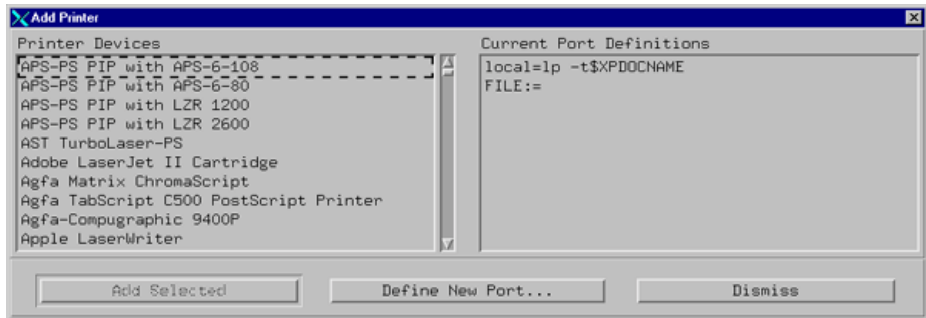 Add Printer
Printer Devices
APS-PS PIP with APS-6-108
APS-PS PIP with APS-6-80
APS-PS PIP with LZR 1200
APS-PS PIP with LZR 2600
AST TurboLaser-PS
Adobe LaserJet II Cartridge
Agfa Matrix ChromaScript
Agfa TabScript C500 PostScript Printer
Agfa-Compugraphic 9400P
Apple LaserWriter
Current Port Definitions
local=lp -t$XPDOCNAME
FILE:=
Add Selected
Define New Port...
Dismiss